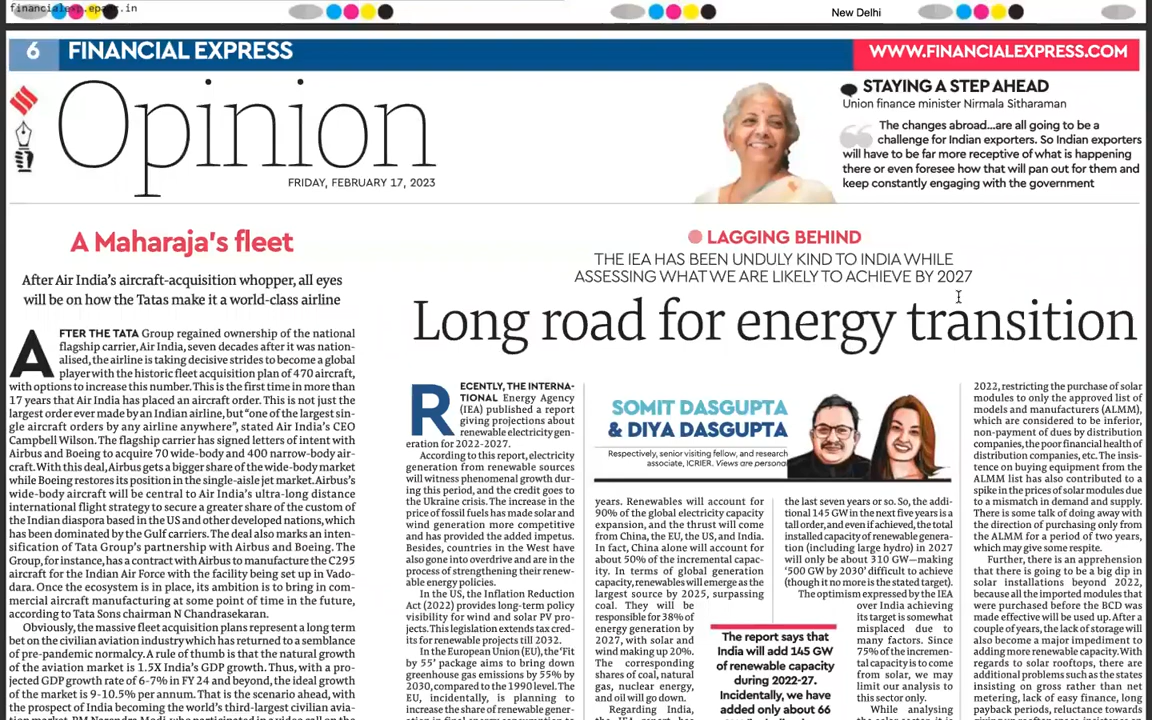 financialexp.epapr.in
New Delhi
6 FINANCIAL EXPRESS
WWW.FINANCIALEXPRESS.COM
Opinion
FRIDAY, FEBRUARY 17, 2023
STAYING A STEP AHEAD
Union finance minister Nirmala Sitharaman
The changes abroad...are all going to be a
challenge for Indian exporters. So Indian exporters
will have to be far more receptive of what is happening
there or even foresee how that will pan out for them and
keep constantly engaging with the government
A Maharaja's fleet
After Air India's aircraft-acquisition whopper, all eyes
will be on how the Tatas make it a world-class airline
AFTER THE TATA Group regained ownership of the national
flagship carrier, Air India, seven decades after it was nation-
alised, the airline is taking decisive strides to become a global
player with the historic fleet acquisition plan of 470 aircraft,
with options to increase this number. This is the first time in more than
17 years that Air India has placed an aircraft order. This is not just the
largest order ever made by an Indian airline, but "one of the largest sin-
gle aircraft orders by any airline anywhere", stated Air India's CEO
Campbell Wilson. The flagship carrier has signed letters of intent with
Airbus and Boeing to acquire 70 wide-body and 400 narrow-body air-
craft. With this deal, Airbus gets a bigger share of the wide-body market
while Boeing restores its position in the single-aisle jet market. Airbus's
wide-body aircraft will be central to Air India's ultra-long distance
international flight strategy to secure a greater share of the custom of
the Indian diaspora based in the US and other developed nations, which
has been dominated by the Gulf carriers. The deal also marks an inten-
sification of Tata Group's partnership with Airbus and Boeing. The
Group, for instance, has a contract with Airbus to manufacture the C295
aircraft for the Indian Air Force with the facility being set up in Vado-
dara. Once the ecosystem is in place, its ambition is to bring in com-
mercial aircraft manufacturing at some point of time in the future,
according to Tata Sons chairman N Chandrasekaran.
Obviously, the massive fleet acquisition plans represent a long term
bet on the civilian aviation industry which has returned to a semblance
of pre-pandemic normalcy. A rule of thumb is that the natural growth
of the aviation market is 1.5X India's GDP growth. Thus, with a pro-
jected GDP growth rate of 6-7% in FY 24 and beyond, the ideal growth
of the market is 9-10.5% per annum. That is the scenario ahead, with
the prospect of India becoming the world's third-largest civilian avia-
tion market. PM Narendra Modi, who participated in a video call on the
LAGGING BEHIND
THE IEA HAS BEEN UNDULY KIND TO INDIA WHILE
ASSESSING WHAT WE ARE LIKELY TO ACHIEVE BY 2027
Long road for energy transition
RECENTLY, THE INTERNA-
TIONAL Energy Agency
(IEA) published a report
giving projections about
renewable electricity gen-
eration for 2022-2027.
According to this report, electricity
generation from renewable sources
will witness phenomenal growth during
this period, and the credit goes to
the Ukraine crisis. The increase in the
price of fossil fuels has made solar and
wind generation more competitive
and has provided the added impetus.
Besides, countries in the West have
also gone into overdrive and are in the
process of strengthening their renew-
able energy policies.
In the US, the Inflation Reduction
Act (2022) provides long-term policy
visibility for wind and solar PV pro-
jects. This legislation extends tax cred-
its for renewable projects till 2032.
In the European Union (EU), the 'Fit
for 55' package aims to bring down
greenhouse gas emissions by 55% by
2030, compared to the 1990 level. The
EU, incidentally, is planning to
increase the share of renewable gener-
SOMIT DASGUPTA
& DIYA DASGUPTA
Respectively, senior visiting fellow, and research
associate, ICRIER. Views are personal
years. Renewables will account for
90% of the global electricity capacity
expansion, and the thrust will come
from China, the EU, the US, and India.
In fact, China alone will account for
about 50% of the incremental capac-
ity. In terms of global generation
capacity, renewables will emerge as the
largest source by 2025, surpassing
coal. They will be
responsible for 38% of
energy generation by
2027, with solar and
wind making up 20%.
The corresponding
shares of coal, natural
gas, nuclear energy,
and oil will go down.
Regarding India,
the IEA report has
The report says that
India will add 145 GW
of renewable capacity
during 2022-27.
Incidentally, we have
added only about 66
the last seven years or so. So, the addi-
tional 145 GW in the next five years is a
tall order, and even if achieved, the total
installed capacity of renewable genera-
tion (including large hydro) in 2027
will only be about 310 GW—making
'500 GW by 2030' difficult to achieve
(though it no more is the stated target).
The optimism expressed by the IEA
over India achieving
its target is somewhat
misplaced due to
many factors. Since
75% of the incremen-
tal capacity is to come
from solar, we may
limit our analysis to
this sector only.
While analysing
2022, restricting the purchase of solar
modules to only the approved list of
models and manufacturers (ALMM),
which are considered to be inferior,
non-payment of dues by distribution
companies, the poor financial health of
distribution companies, etc. The insis-
tence on buying equipment from the
ALMM list has also contributed to a
spike in the prices of solar modules due
to a mismatch in demand and supply.
There is some talk of doing away with
the direction of purchasing only from
the ALMM for a period of two years,
which may give some respite.
Further, there is an apprehension
that there is going to be a big dip in
solar installations beyond 2022,
because all the imported modules that
were purchased before the BCD was
made effective will be used up. After a
couple of years, the lack of storage will
also become a major impediment to
adding more renewable capacity. With
regards to solar rooftops, there are
additional problems such as the states
insisting on gross rather than net
metering, lack of easy finance, long
payback periods, reluctance towards